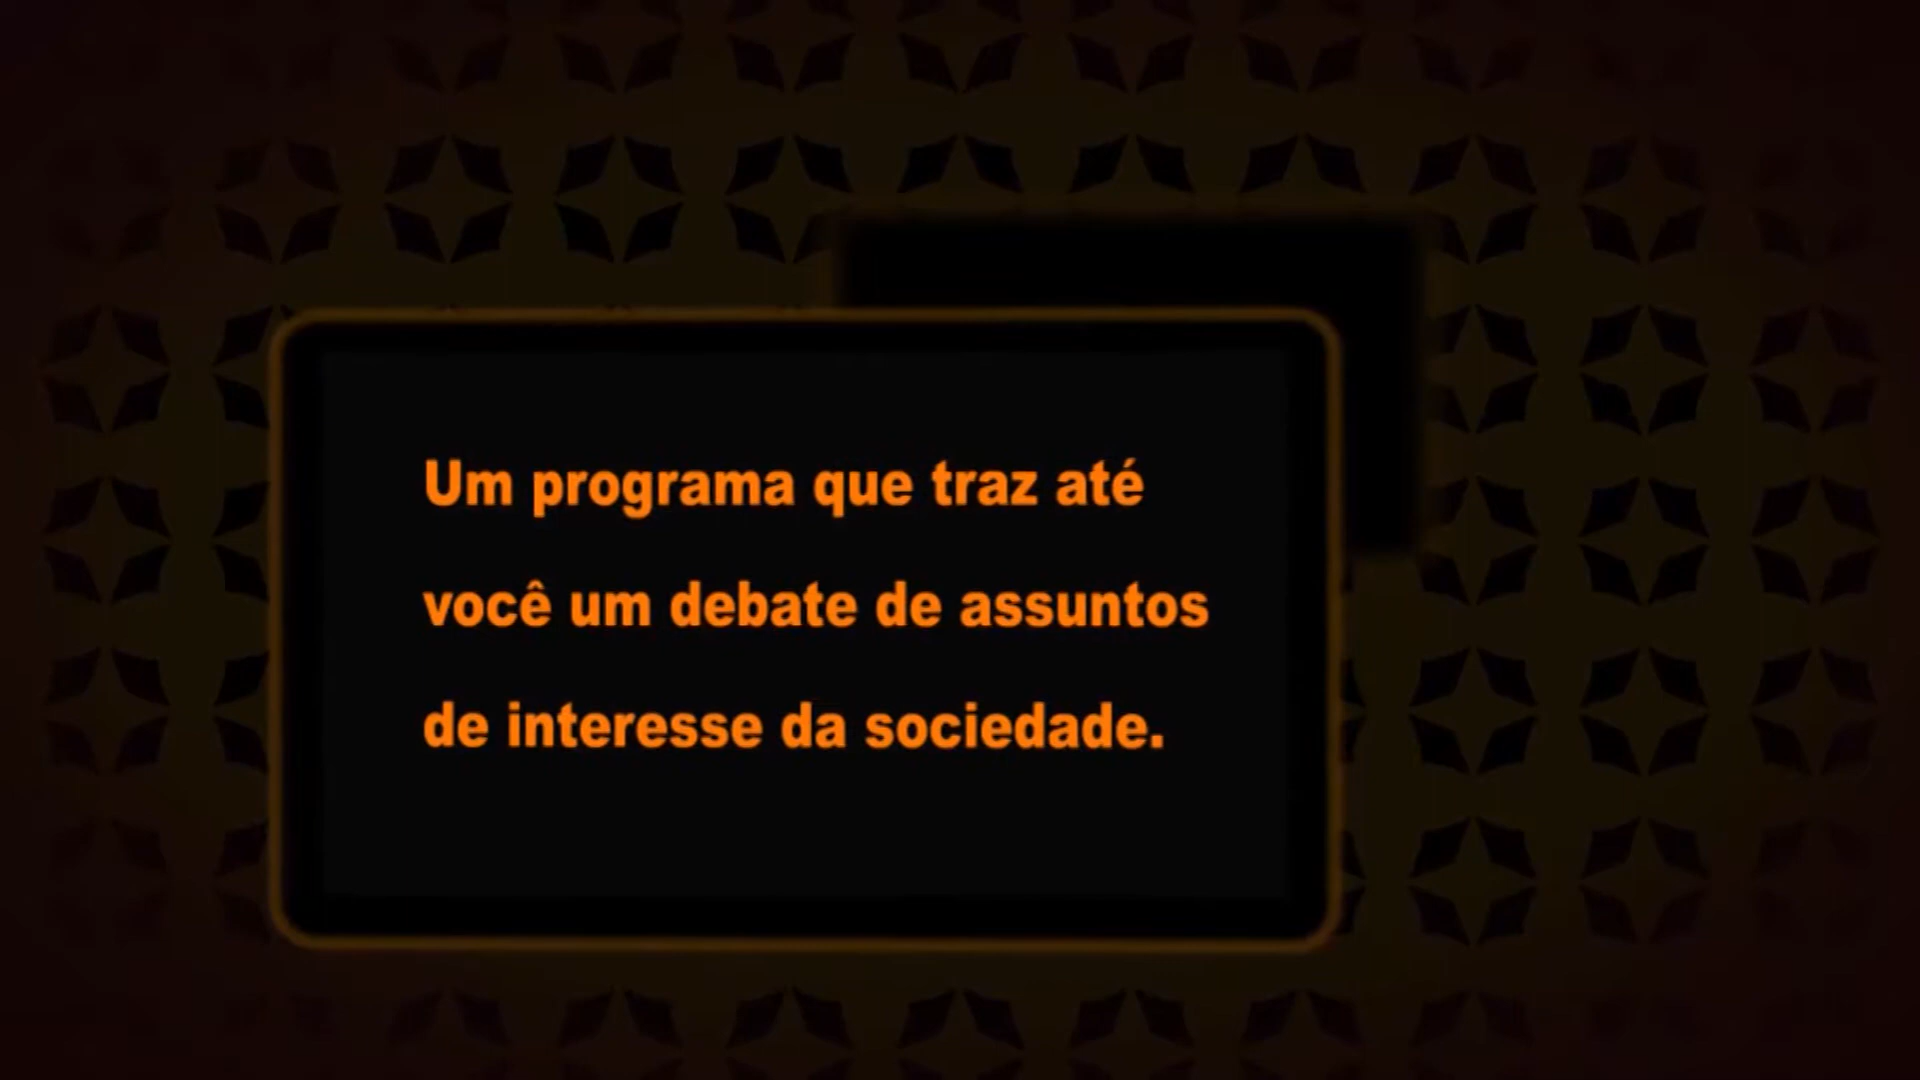 Um programa que traz até
você um debate de assuntos
de interesse da sociedade.